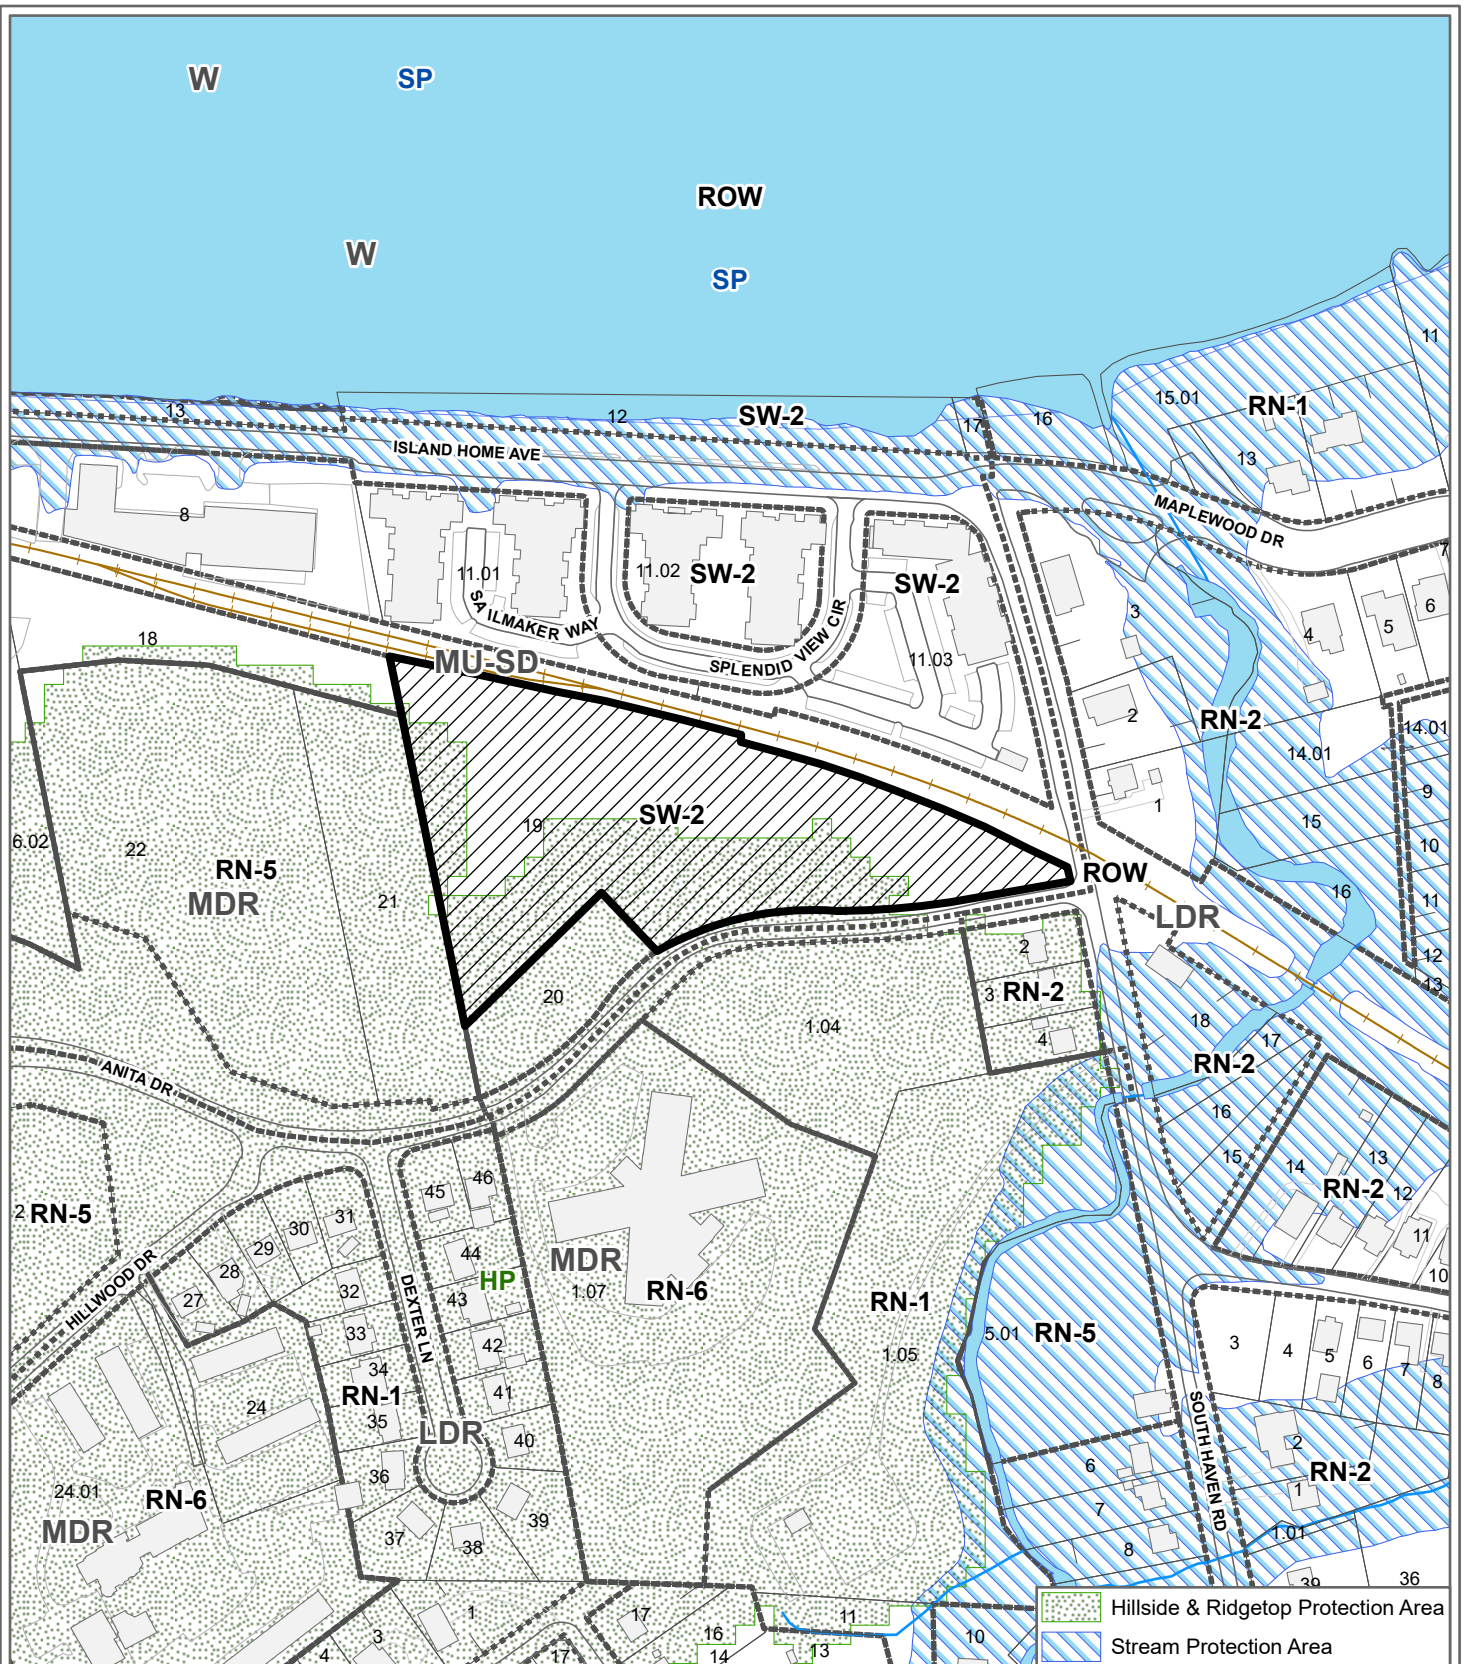 W
SP
ROW
W
SP
11
15.01
RN-1
13
12
SW-2
17
16
13
ISLAND HOME AVE
MAPLEWOOD DR
8
7
11.01
11.02
SW-2
SW-2
SAILMAKER WAY
SPLENDID VIEW CIR
11.03
3
4
5
6
18
MU-SD
2
RN-2
14.01
14.01
9
1
15
10
SW-2
19
6.02
22
RN-5
MDR
21
ROW
16
11
LDR
12
13
20
2
3
RN-2
4
1.04
18
17
RN-2
16
15
ANITA DR
14
13
RN-2
12
11
10
45
46
2
RN-5
31
30
29
28
27
HILLWOOD DR
44
HP
32
43
DEXTER LN
MDR
1.07
RN-6
RN-1
33
42
1.05
5.01
RN-5
3
4
5
6
7
8
34
RN-1
35
41
24
LDR
40
36
SOUTH HAVEN RD
2
RN-2
6
1
24.01
RN-6
MDR
39
37
38
7
1.01
8
39
36
1
3
4
17
17
16
14
11
13
10
Hillside & Ridgetop Protection Area
Stream Protection Area